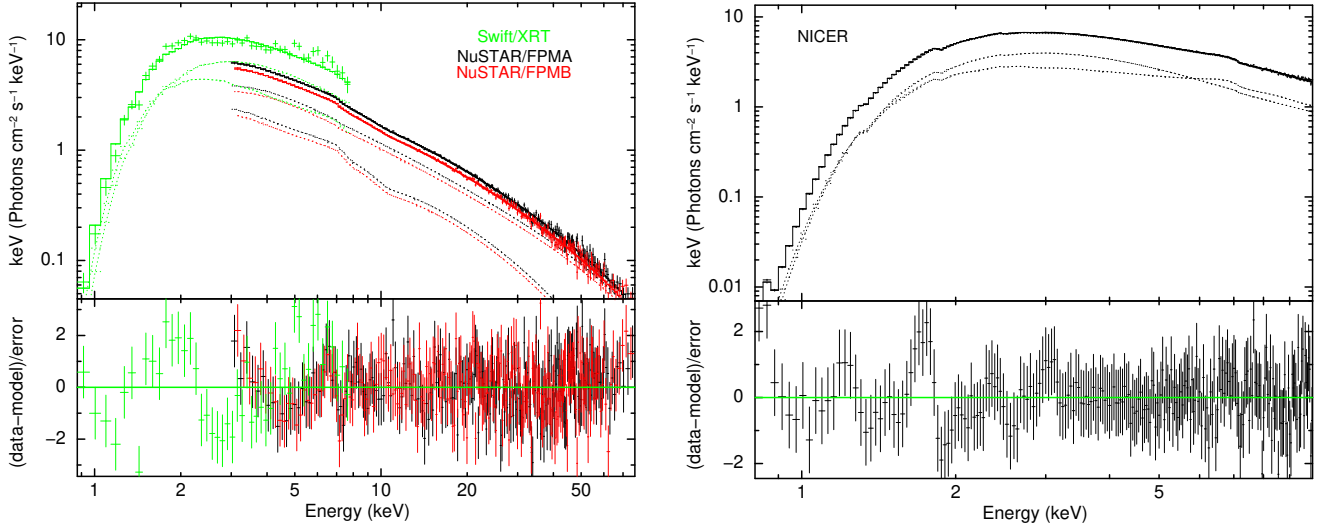 Swift/XRT
NuSTAR/FPMA
NuSTAR/FPMB
keV (Photons cm−2 s−1 keV−1)
10
1
0.1
(data−model)/error
2
0
−2
1 2 5 10 20 50
Energy (keV)
NICER
keV (Photons cm−2 s−1 keV−1)
10
1
0.1
0.01
(data−model)/error
2
0
−2
1 2 5
Energy (keV)